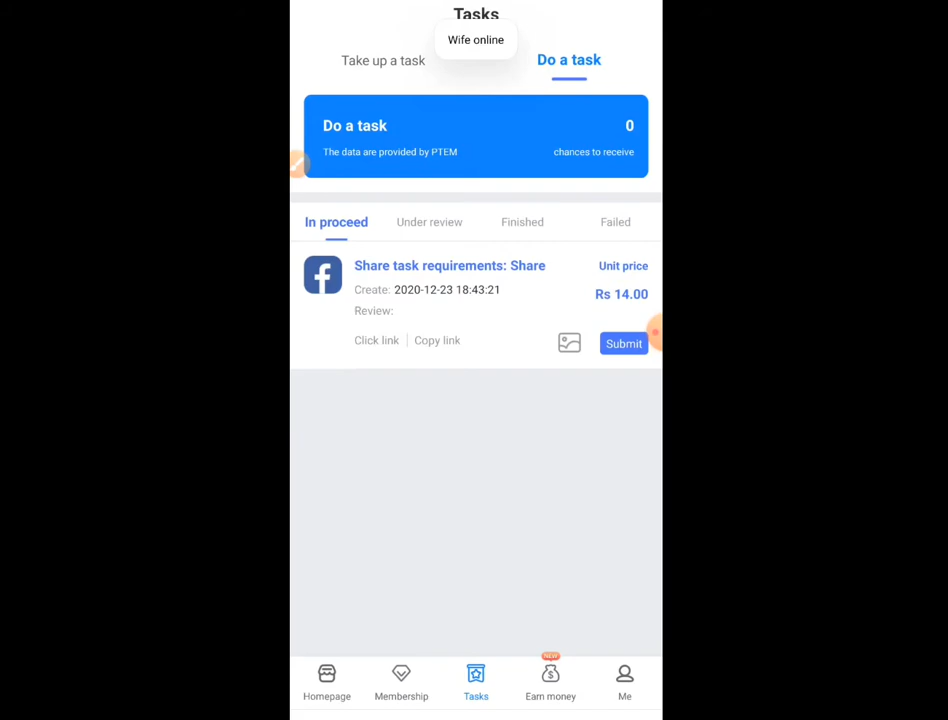 Tasks
Wife online
Take up a task
Do a task
Do a task
0
The data are provided by PTEM
chances to receive
In proceed
Under review
Finished
Failed
Share task requirements: Share
Unit price
Create: 2020-12-23 18:43:21
Rs 14.00
Review:
Click link
Copy link
Submit
NEW
Homepage
Membership
Tasks
Earn money
Me